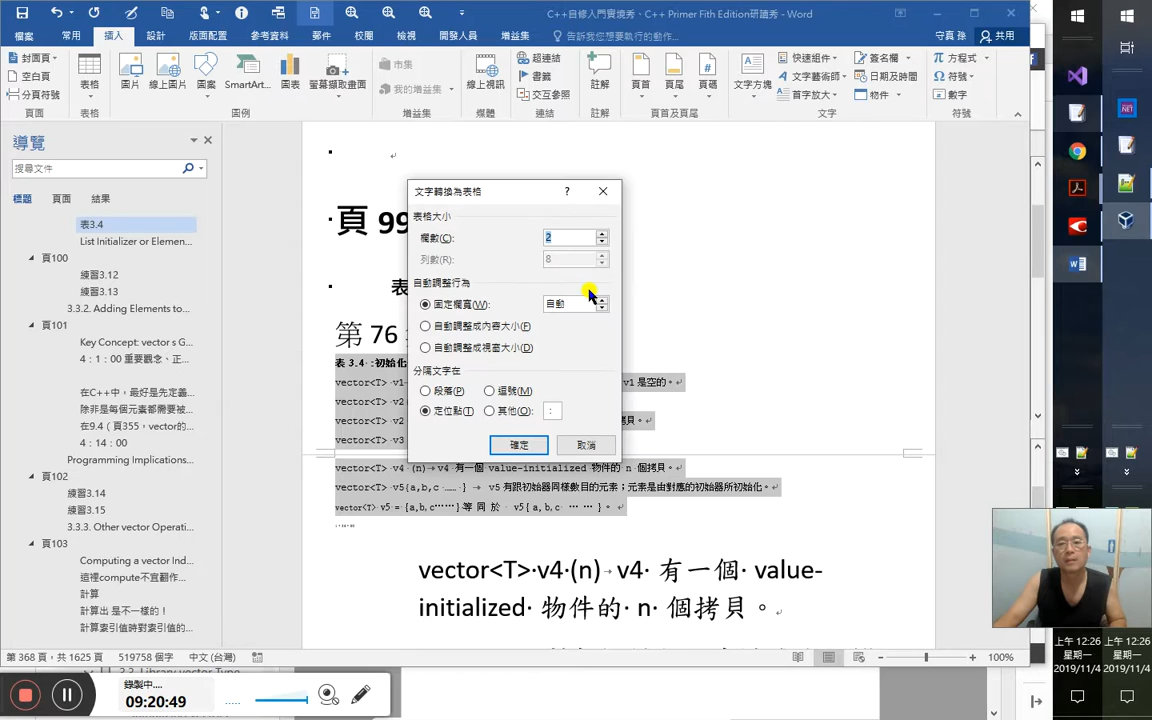 C++自修入門實境秀、C++ Primer Fith Edition研讀秀 - Word
檔案 常用 插入 設計 版面配置 參考資料 郵件 校閱 檢視 開發人員 增益集 告訴我您想要執行的動作... 守真 孫 共用
封面頁
空白頁
分頁符號
頁面
表格
表格
圖片 線上圖片 圖案 SmartArt... 圖表 螢幕擷取畫面
圖例
市集
我的增益集
增益集
線上視訊
媒體
超連結
書籤
交互參照
連結
註解
註解
頁首 頁尾 頁碼
頁首及頁尾
文字方塊
快速組件
文字藝術師
首字放大
簽名欄
日期及時間
物件
文字
方程式
符號
數字
符號
導覽
搜尋文件
標題 頁面 結果
表3.4
List Initializer or Elemen...
頁100
練習3.12
練習3.13
3.3.2. Adding Elements to...
頁101
Key Concept: vector s G...
4：1：00 重要觀念、正...
在C++中，最好是先定義...
除非是每個元素都需要被...
在9.4（頁355，vector的...
4：14：00
Programming Implications...
頁102
練習3.14
練習3.15
3.3.3. Other vector Operati...
頁103
Computing a vector Ind...
這裡compute不宜翻作...
計算
計算出 是不一樣的！
計算索引值時對索引值的...
頁 99
表
第 76
表 3.4 :初始化
vector<T> v1
v1 是空的。
vector<T> v2
vector<T> v2
拷貝。
vector<T> v3
vector<T> v4 (n)→v4 有一個 value-initialized 物件的 n 個拷貝。
vector<T> v5{a,b,c ……} → v5 有跟初始器同樣數目的元素；元素是由對應的初始器所初始化。
vector<T> v5 = {a,b,c……} 等 同 於 v5{ a,b,c … … } 。
vector<T>·v4·(n)→v4· 有一個· value-
initialized· 物件的· n· 個拷貝。
文字轉換為表格 ?
表格大小
欄數(C): 2
列數(R): 8
自動調整行為
固定欄寬(W): 自動
自動調整成內容大小(F)
自動調整成視窗大小(D)
分隔文字在
段落(P) 逗號(M)
定位點(T) 其他(O): :
確定 取消
第 368 頁，共 1625 頁 519758 個字 中文 (台灣) 100%
錄製中....
09:20:49
.NET
上午 12:26
星期一
2019/11/4
上午 12:26
星期一
2019/11/4